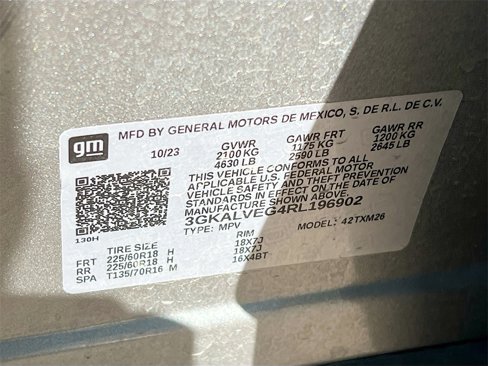 gm
MFD BY GENERAL MOTORS DE MEXICO, S. DE R.L. DE C.V.
10/23 GVWR GAWR FRT GAWR RR
2100 KG 1175 KG 1200 KG
4630 LB 2590 LB 2645 LB
THIS VEHICLE CONFORMS TO ALL
APPLICABLE U.S. FEDERAL MOTOR
VEHICLE SAFETY AND THEFT PREVENTION
STANDARDS IN EFFECT ON THE DATE
OF MANUFACTURE SHOWN ABOVE.
3GKALVEG4RL196902
130H TYPE: MPV MODEL: 42TXM26
TIRE SIZE RIM
FRT 225/60R18 H 18X7J
RR 225/60R18 H 18X7J
SPA T135/70R16 M 16X4BT